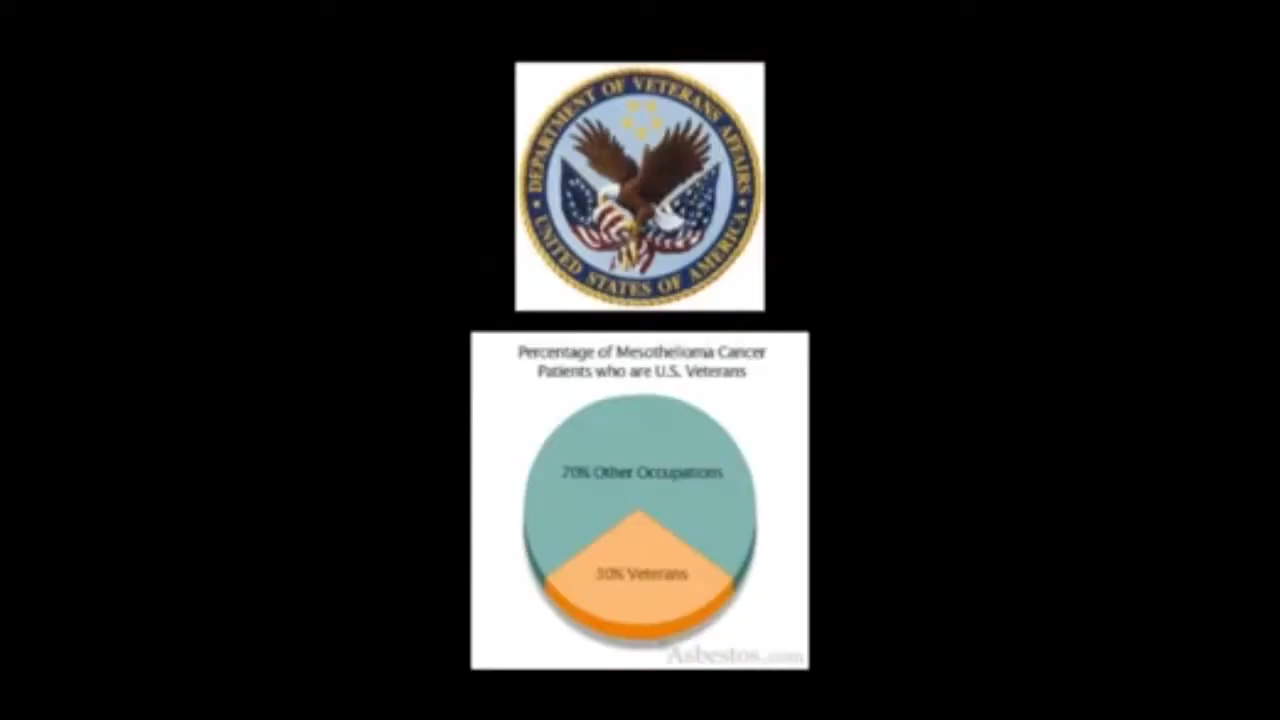 DEPARTMENT OF VETERANS AFFAIRS
UNITED STATES OF AMERICA
Percentage of Mesothelioma Cancer
Patients who are U.S. Veterans
70% Other Occupations
30% Veterans
Asbestos.com